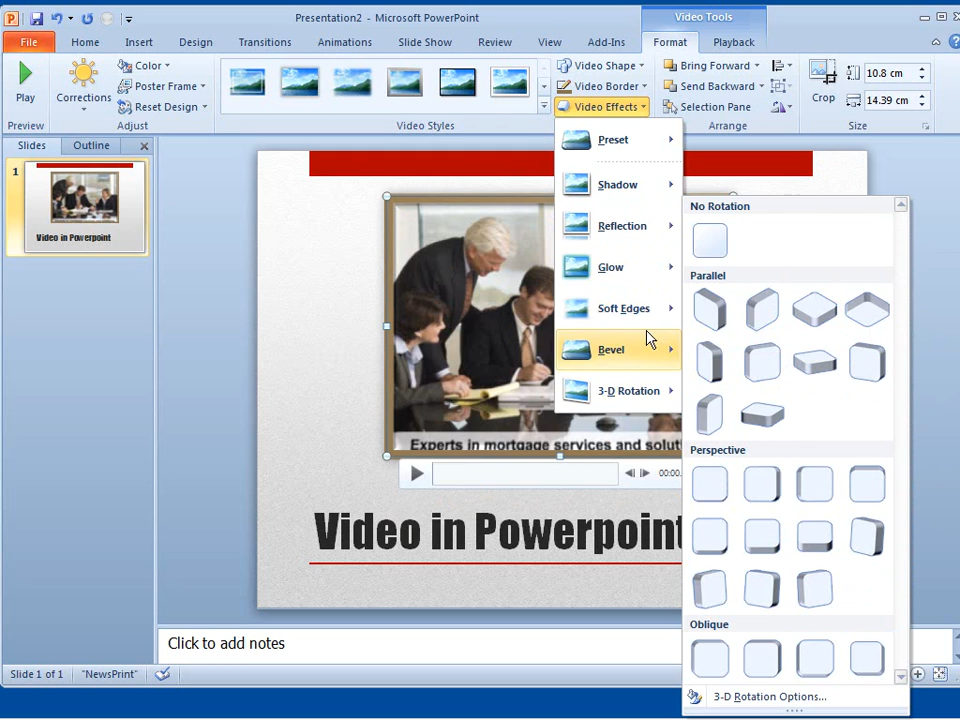 Presentation2 - Microsoft PowerPoint
Video Tools
File
Home
Insert
Design
Transitions
Animations
Slide Show
Review
View
Add-Ins
Format
Playback
Play
Preview
Corrections
Color
Poster Frame
Reset Design
Adjust
Video Styles
Video Shape
Video Border
Video Effects
Bring Forward
Send Backward
Selection Pane
Arrange
Crop
10.8 cm
14.39 cm
Size
Slides
Outline
1
Video in Powerpoint
Preset
Shadow
Reflection
Glow
Soft Edges
Bevel
3-D Rotation
No Rotation
Parallel
Perspective
Oblique
3-D Rotation Options...
Experts in mortgage services and soluti
00:00.
Video in Powerpoint
Click to add notes
Slide 1 of 1
"NewsPrint"